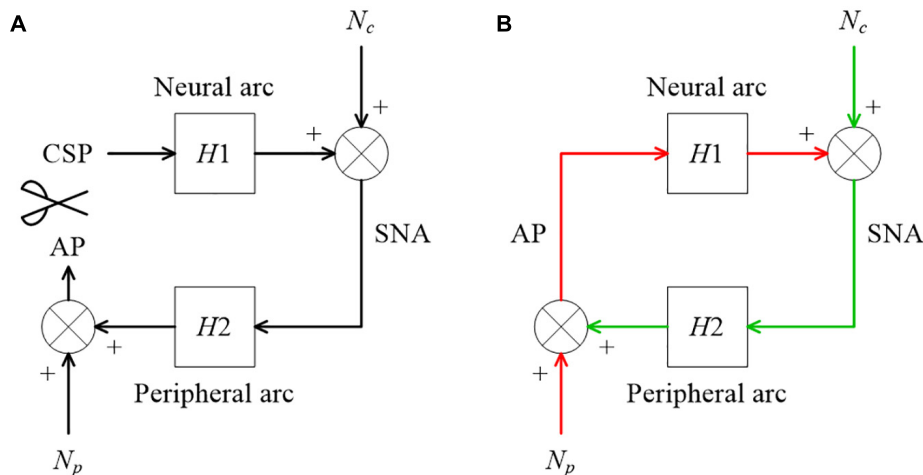 A
N_c
Neural arc
+
+
CSP
H1
SNA
AP
H2
+
+
Peripheral arc
N_p
B
N_c
Neural arc
+
+
H1
AP
SNA
H2
+
+
Peripheral arc
N_p